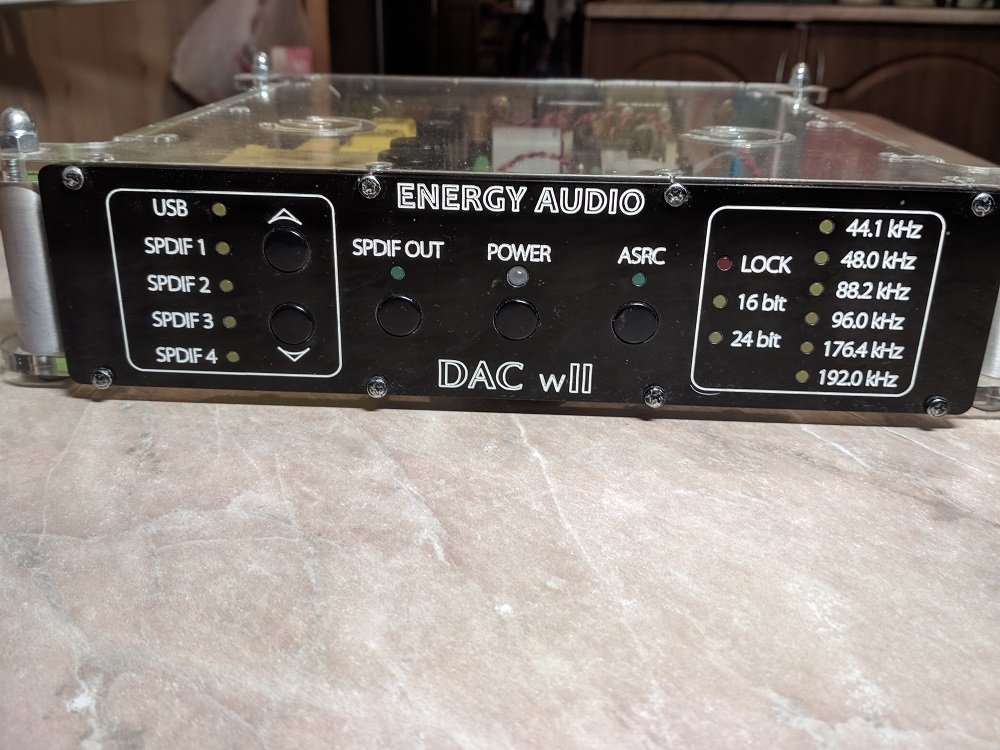 ENERGY AUDIO
USB
SPDIF 1
SPDIF 2
SPDIF 3
SPDIF 4
SPDIF OUT
POWER
ASRC
DAC wII
LOCK
16 bit
24 bit
44.1 kHz
48.0 kHz
88.2 kHz
96.0 kHz
176.4 kHz
192.0 kHz